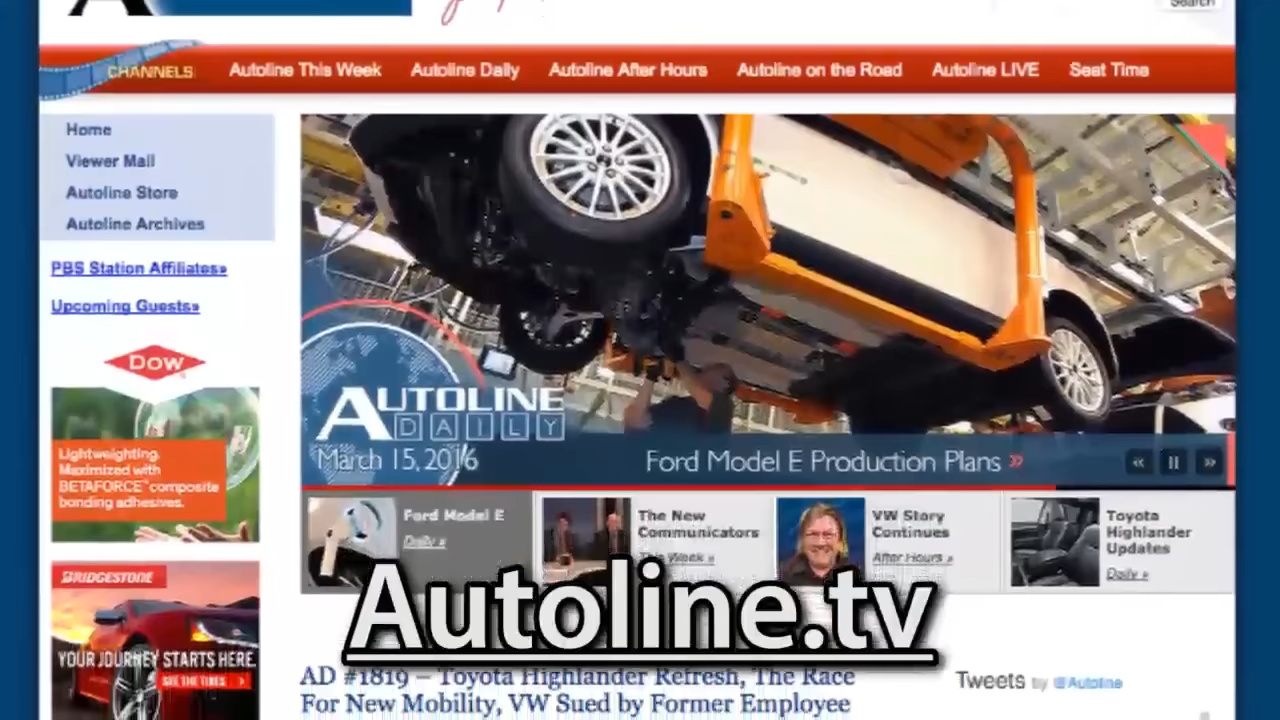 Search
CHANNELS:
Autoline This Week
Autoline Daily
Autoline After Hours
Autoline on the Road
Autoline LIVE
Seat Time
Home
Viewer Mail
Autoline Store
Autoline Archives
PBS Station Affiliates»
Upcoming Guests»
DOW
Lightweighting.
Maximized with
BETAFORCE™ composite
bonding adhesives.
BRIDGESTONE
YOUR JOURNEY STARTS HERE.
SEE THE TIRES >
AUTOLINE
DAILY
March 15, 2016
Ford Model E Production Plans »
Ford Model E
Daily »
The New
Communicators
This Week »
VW Story
Continues
After Hours »
Toyota
Highlander
Updates
Daily »
Autoline.tv
AD #1819 – Toyota Highlander Refresh, The Race
For New Mobility, VW Sued by Former Employee
Tweets by @Autoline